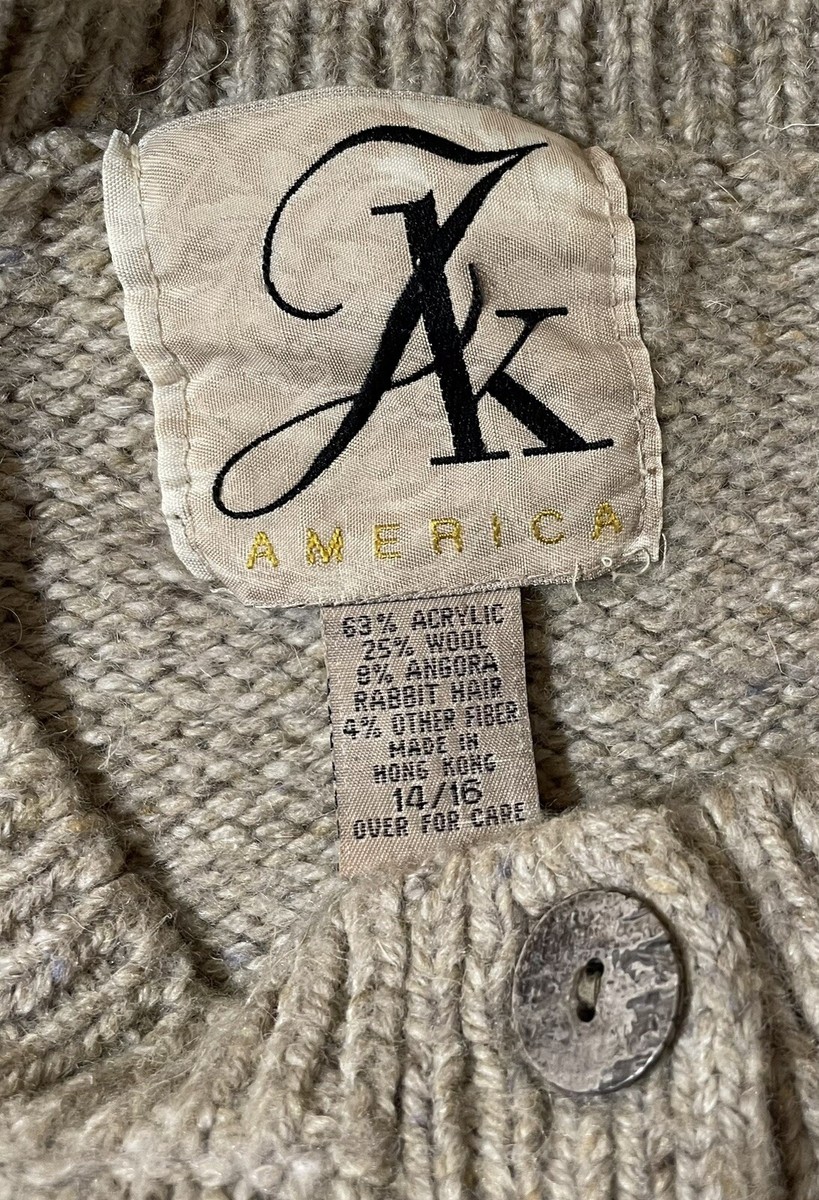 JK
AMERICA
63% ACRYLIC
25% WOOL
8% ANGORA
RABBIT HAIR
4% OTHER FIBER
MADE IN
HONG KONG
14/16
OVER FOR CARE